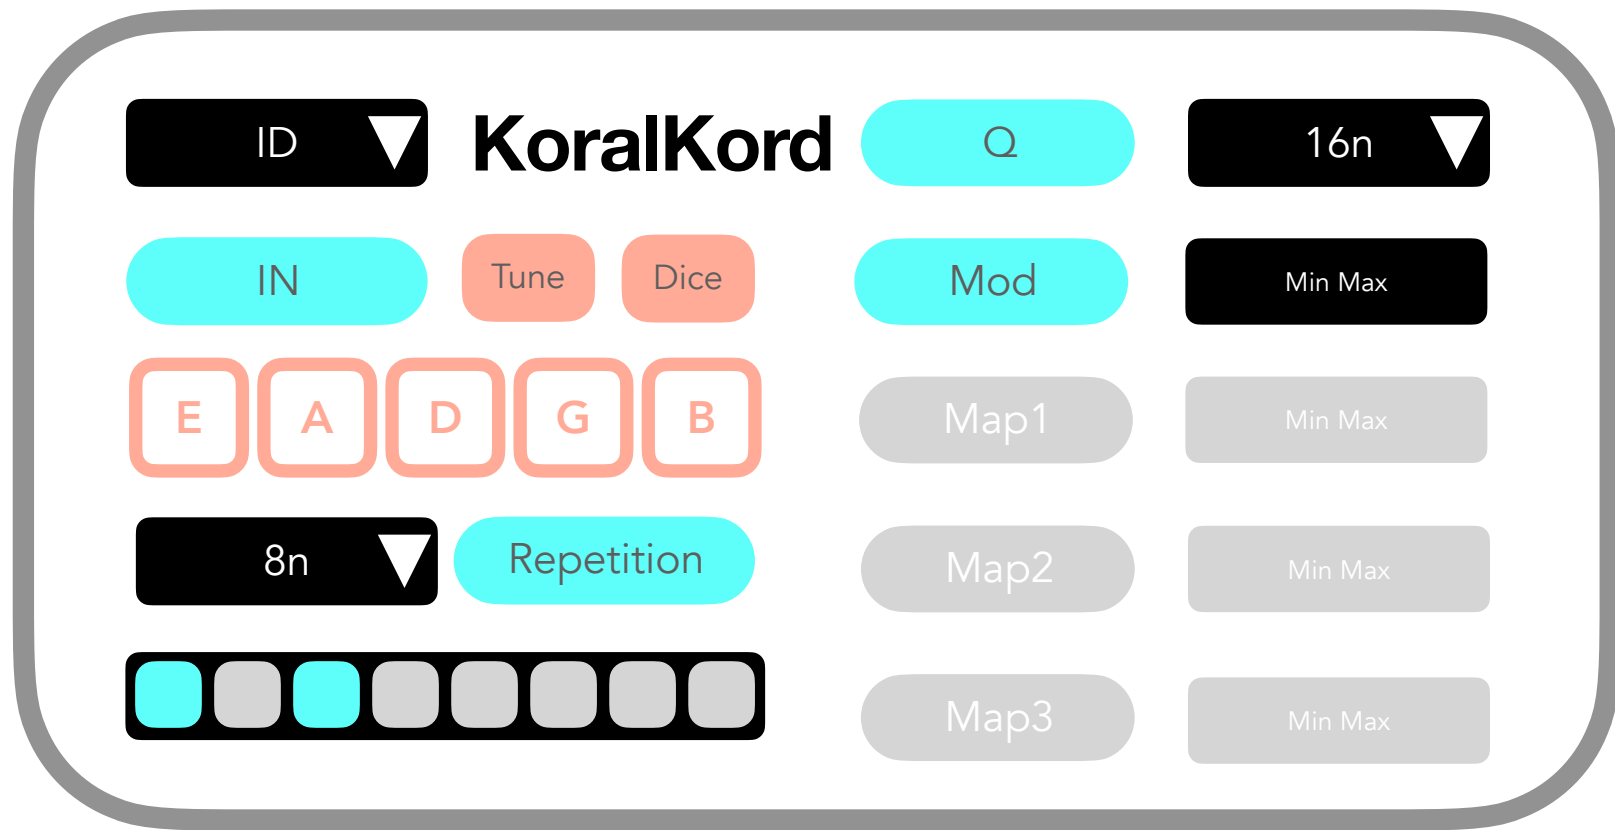 ID
KoralKord
Q
16n
IN
Tune
Dice
Mod
Min Max
E
A
D
G
B
Map1
Min Max
8n
Repetition
Map2
Min Max
Map3
Min Max